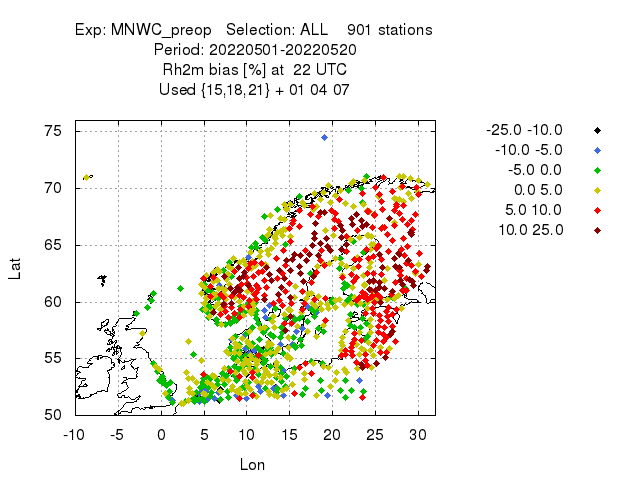 Exp: MNWC_preop   Selection: ALL    901 stations
Period: 20220501-20220520
Rh2m bias [%] at  22 UTC
Used {15,18,21} + 01 04 07
-25.0 -10.0
-10.0 -5.0
-5.0 0.0
0.0 5.0
5.0 10.0
10.0 25.0
75
70
65
60
55
50
Lat
-10 -5 0 5 10 15 20 25 30
Lon